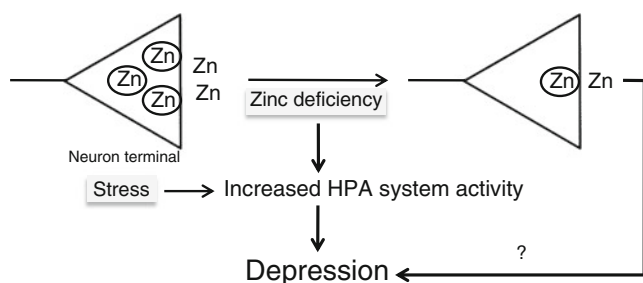 Zn
Zn
Zn
Zn
Zn
Neuron terminal
Zinc deficiency
Zn
Zn
Stress
Increased HPA system activity
?
Depression